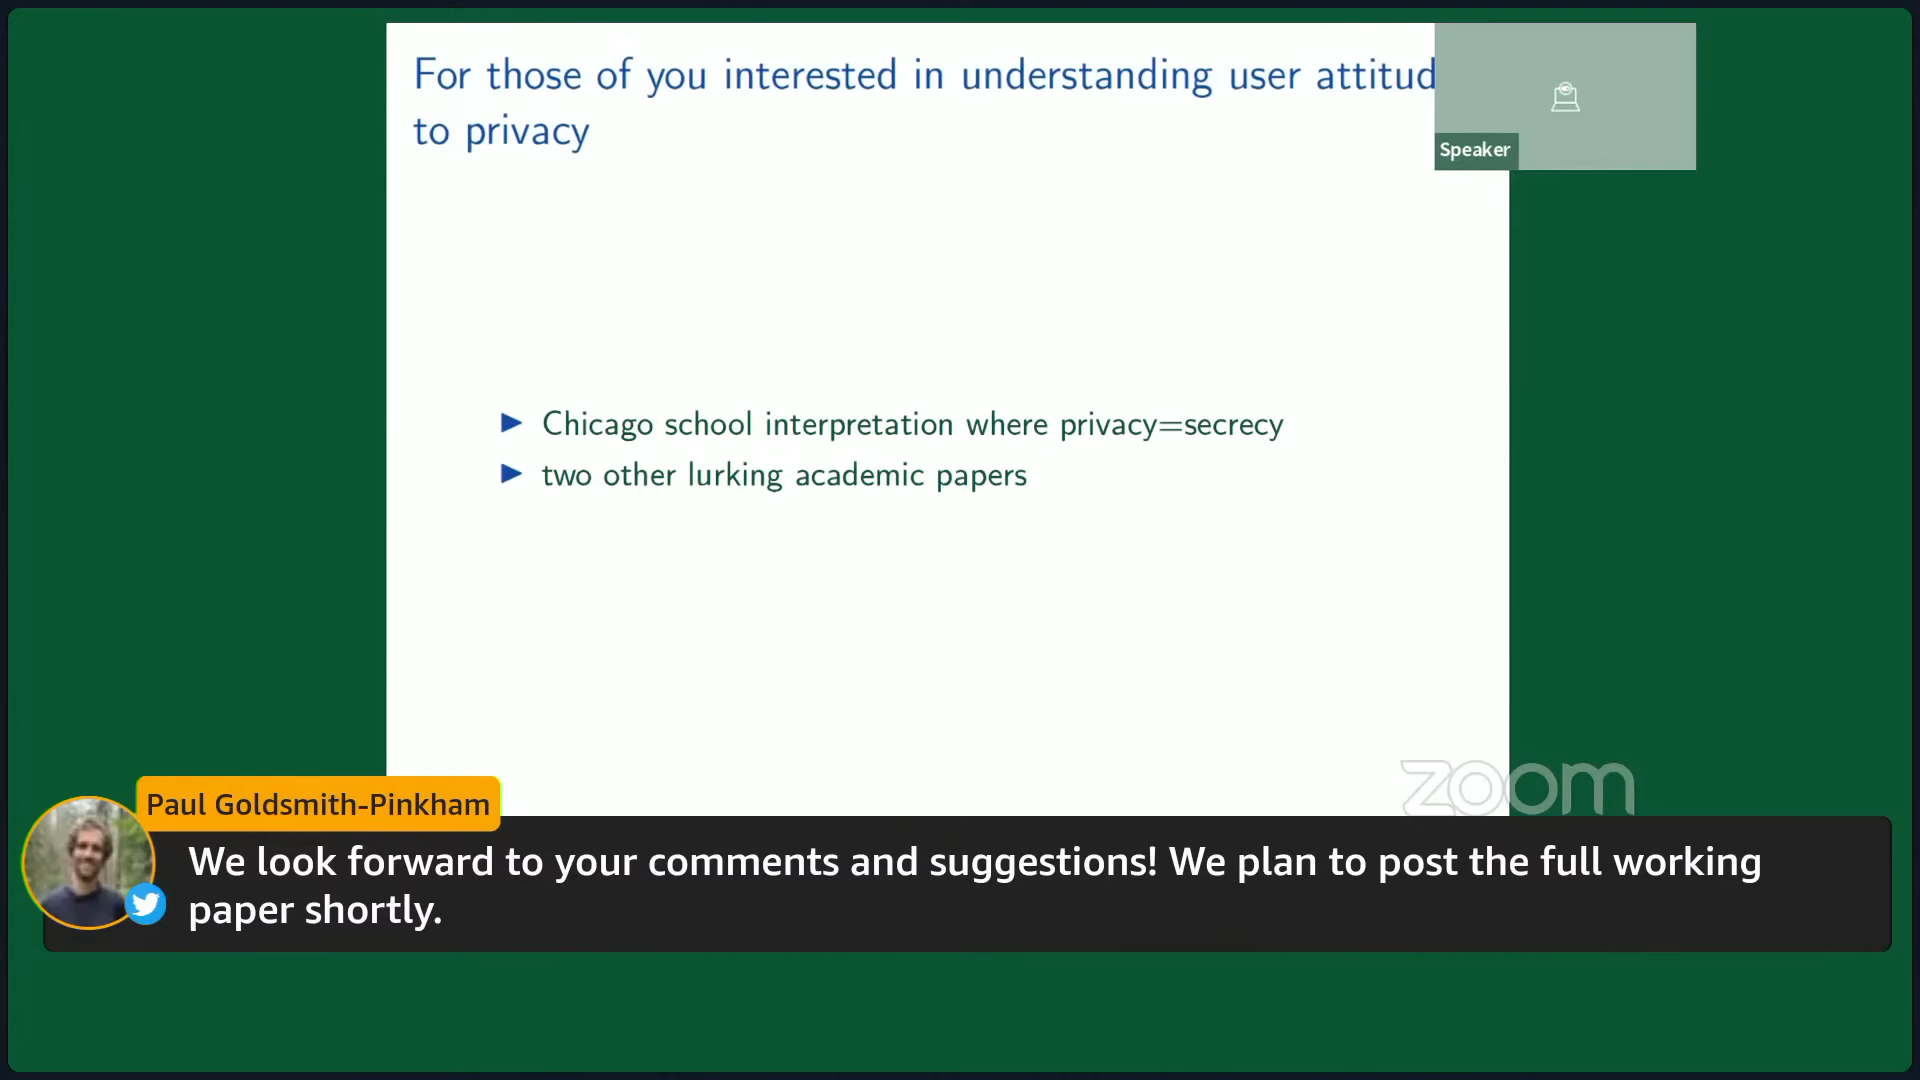 For those of you interested in understanding user attitud
to privacy
Speaker
▶ Chicago school interpretation where privacy=secrecy
▶ two other lurking academic papers
zoom
Paul Goldsmith-Pinkham
We look forward to your comments and suggestions! We plan to post the full working
paper shortly.